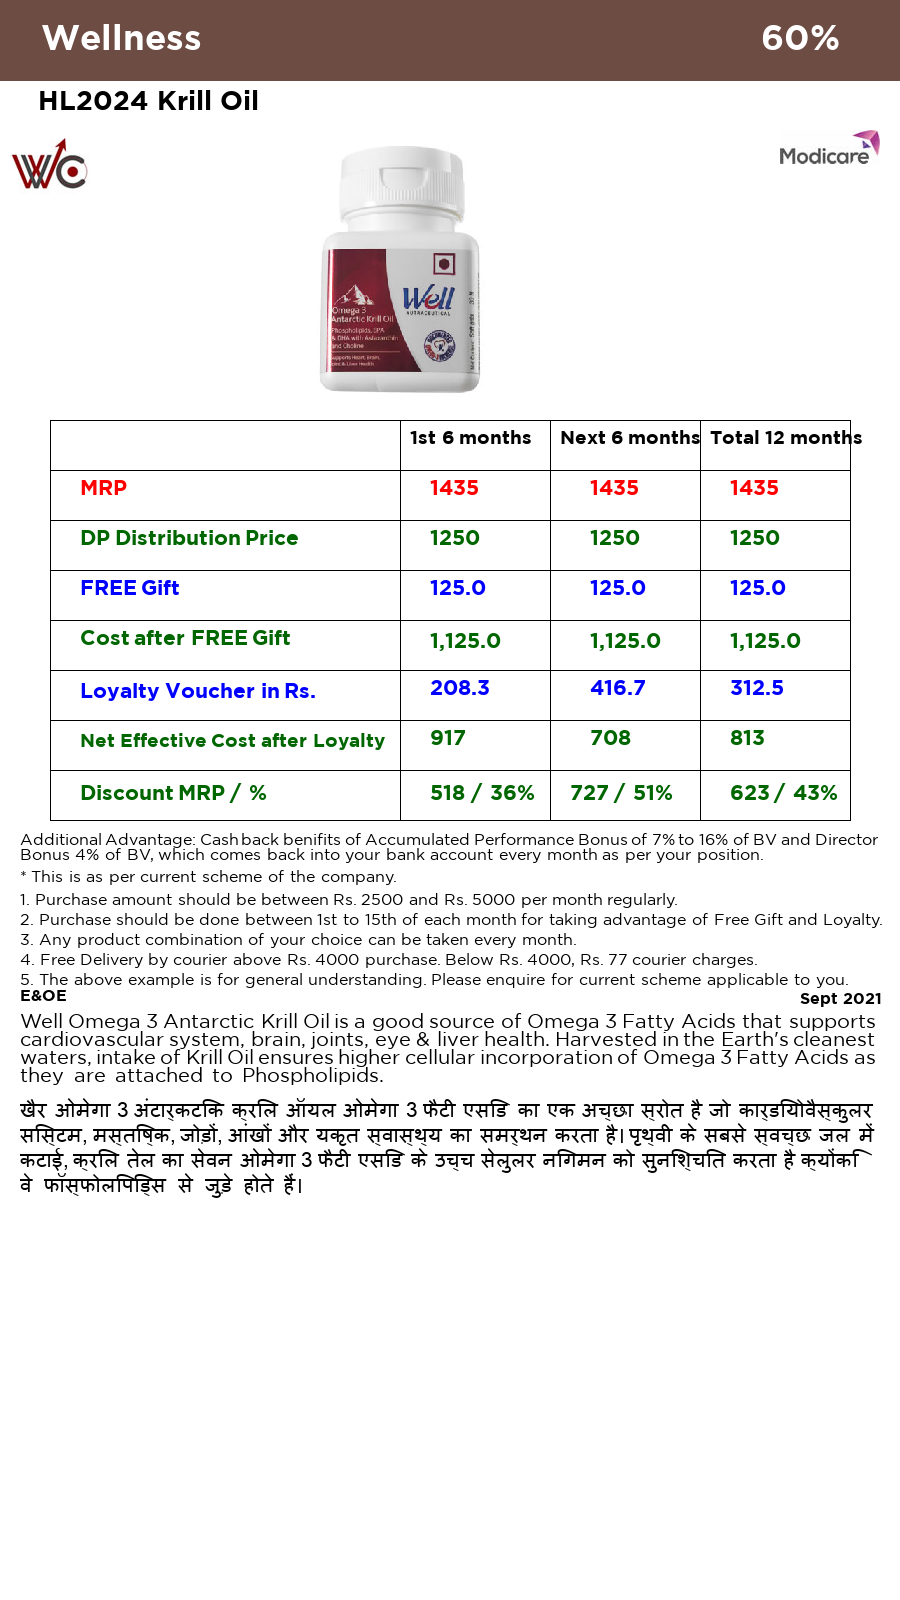 Wellness 60%
HL2024 Krill Oil
WC
Modicare
Omega 3
Antarctic Krill Oil
Phospholipids, EPA
& DHA with Astaxanthin
and Choline
Supports Heart, Brain,
Well
NUTRACEUTICAL
1st 6 months Next 6 months Total 12 months
MRP 1435 1435 1435
DP Distribution Price 1250 1250 1250
FREE Gift 125.0 125.0 125.0
Cost after FREE Gift 1,125.0 1,125.0 1,125.0
Loyalty Voucher in Rs. 208.3 416.7 312.5
Net Effective Cost after Loyalty 917 708 813
Discount MRP / % 518 / 36% 727 / 51% 623 / 43%
Additional Advantage: Cash back benifits of Accumulated Performance Bonus of 7% to 16% of BV and Director
Bonus 4% of BV, which comes back into your bank account every month as per your position.
* This is as per current scheme of the company.
1. Purchase amount should be between Rs. 2500 and Rs. 5000 per month regularly.
2. Purchase should be done between 1st to 15th of each month for taking advantage of Free Gift and Loyalty.
3. Any product combination of your choice can be taken every month.
4. Free Delivery by courier above Rs. 4000 purchase. Below Rs. 4000, Rs. 77 courier charges.
5. The above example is for general understanding. Please enquire for current scheme applicable to you.
E&OE Sept 2021
Well Omega 3 Antarctic Krill Oil is a good source of Omega 3 Fatty Acids that supports
cardiovascular system, brain, joints, eye & liver health. Harvested in the Earth's cleanest
waters, intake of Krill Oil ensures higher cellular incorporation of Omega 3 Fatty Acids as
they are attached to Phospholipids.
खैर ओमेगा 3 अंटार्कटिक क्रिल ऑयल ओमेगा 3 फैटी एसिड का एक अच्छा स्रोत है जो कार्डियोवैस्कुलर
सिस्टम, मस्तिष्क, जोड़ों, आंखों और यकृत स्वास्थ्य का समर्थन करता है। पृथ्वी के सबसे स्वच्छ जल में
कटाई, क्रिल तेल का सेवन ओमेगा 3 फैटी एसिड के उच्च सेलुलर निगमन को सुनिश्चित करता है क्योंकि
वे फॉस्फोलिपिड्स से जुड़े होते हैं।